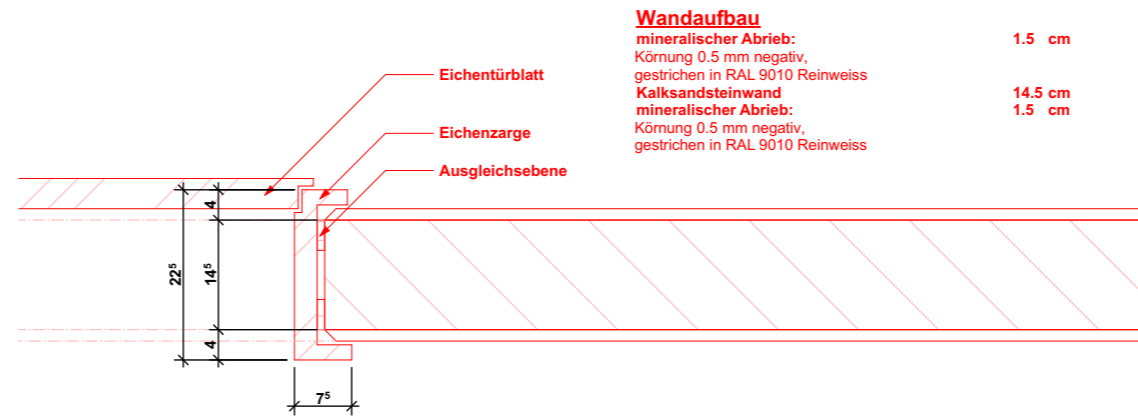 Wandaufbau
mineralischer Abrieb: 1.5 cm
Körnung 0.5 mm negativ,
gestrichen in RAL 9010 Reinweiss
Kalksandsteinwand 14.5 cm
mineralischer Abrieb: 1.5 cm
Körnung 0.5 mm negativ,
gestrichen in RAL 9010 Reinweiss
Eichentürblatt
Eichenzarge
Ausgleichsebene
4
22⁵
14⁵
4
7⁵